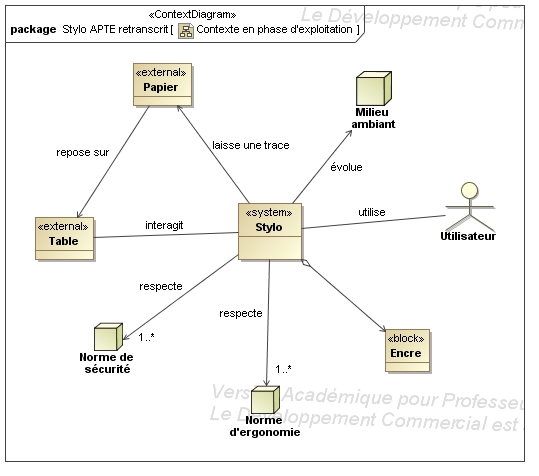 «ContextDiagram»
Le Développement Comm
package Stylo APTE retranscrit [ Contexte en phase d'exploitation ]
«external»
Papier
Milieu
ambiant
repose sur
laisse une trace
évolue
«external»
Table
interagit
«system»
Stylo
utilise
Utilisateur
respecte
respecte
1..*
Norme de
sécurité
«block»
Encre
1..*
Norme
d'ergonomie
Académique pour Professeu
Le Développement Commercial est